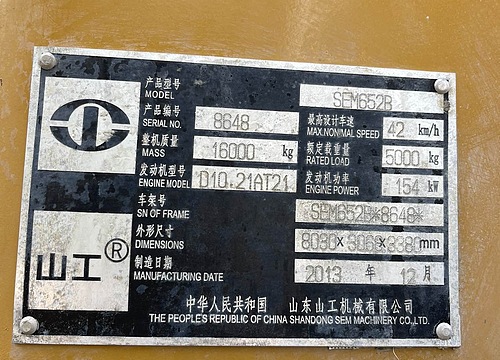 产品型号 SEM652B
MODEL
产品编号 8648 最高设计车速 42 km/h
SERIAL NO. MAX.NONIMAL SPEED
整机质量 16000 kg 额定载重量 5000 kg
MASS RATED LOAD
发动机型号 D10.21AT21 发动机功率 154 kW
ENGINE MODEL ENGINE POWER
车架号 SEM652B*8648*
SN OF FRAME
外形尺寸 8030×3068×3380mm
DIMENSIONS
制造日期 2013 年 12 月
MANUFACTURING DATE
山工®
中华人民共和国 山东山工机械有限公司
THE PEOPLE'S REPUBLIC OF CHINA SHANDONG SEM MACHINERY CO.,LTD.